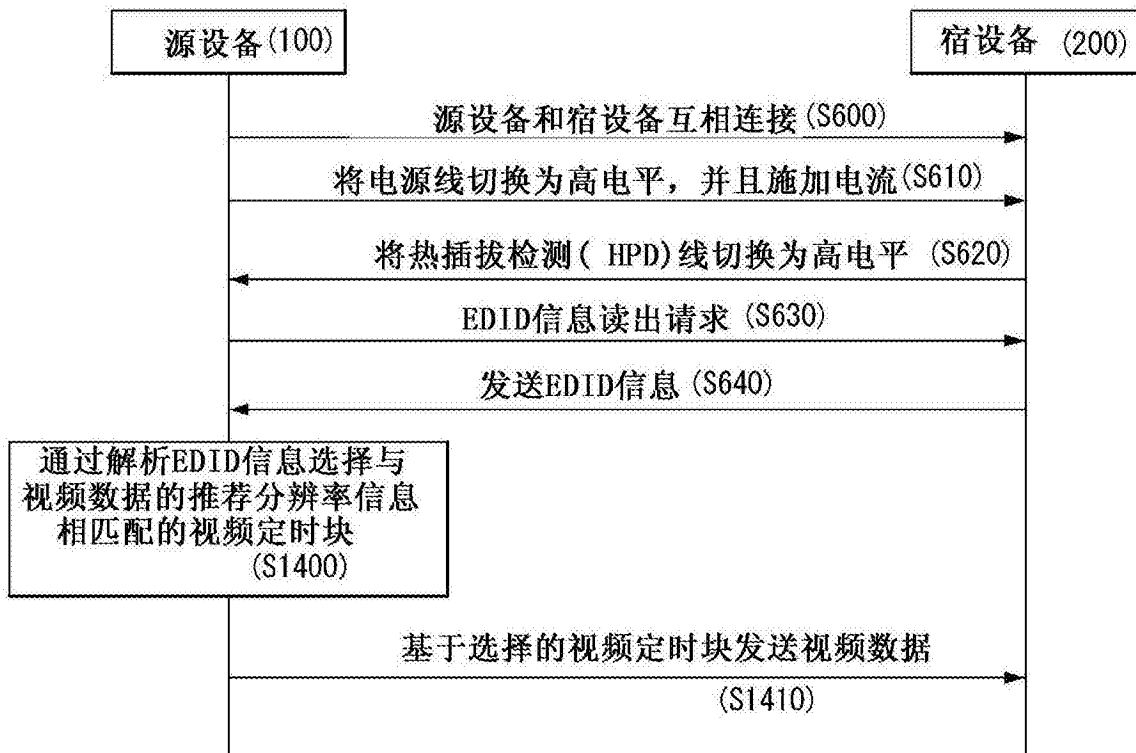 源设备(100)
宿设备 (200)
源设备和宿设备互相连接(S600)
将电源线切换为高电平，并且施加电流(S610)
将热插拔检测( HPD)线切换为高电平 (S620)
EDID信息读出请求 (S630)
发送EDID信息(S640)
通过解析EDID信息选择与
视频数据的推荐分辨率信息
相匹配的视频定时块
(S1400)
基于选择的视频定时块发送视频数据
(S1410)